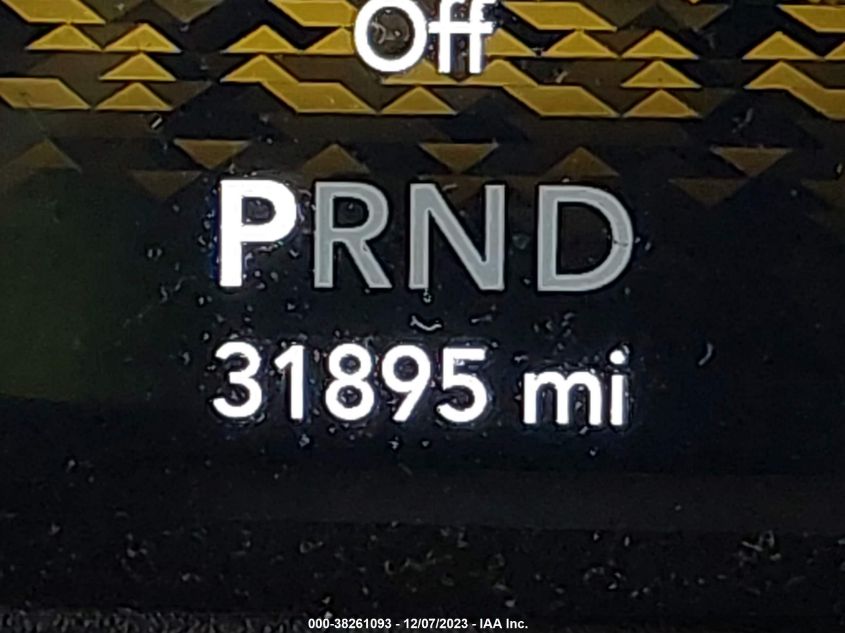 Off
PRND
31895 mi
000-38261093 - 12/07/2023 - IAA Inc.